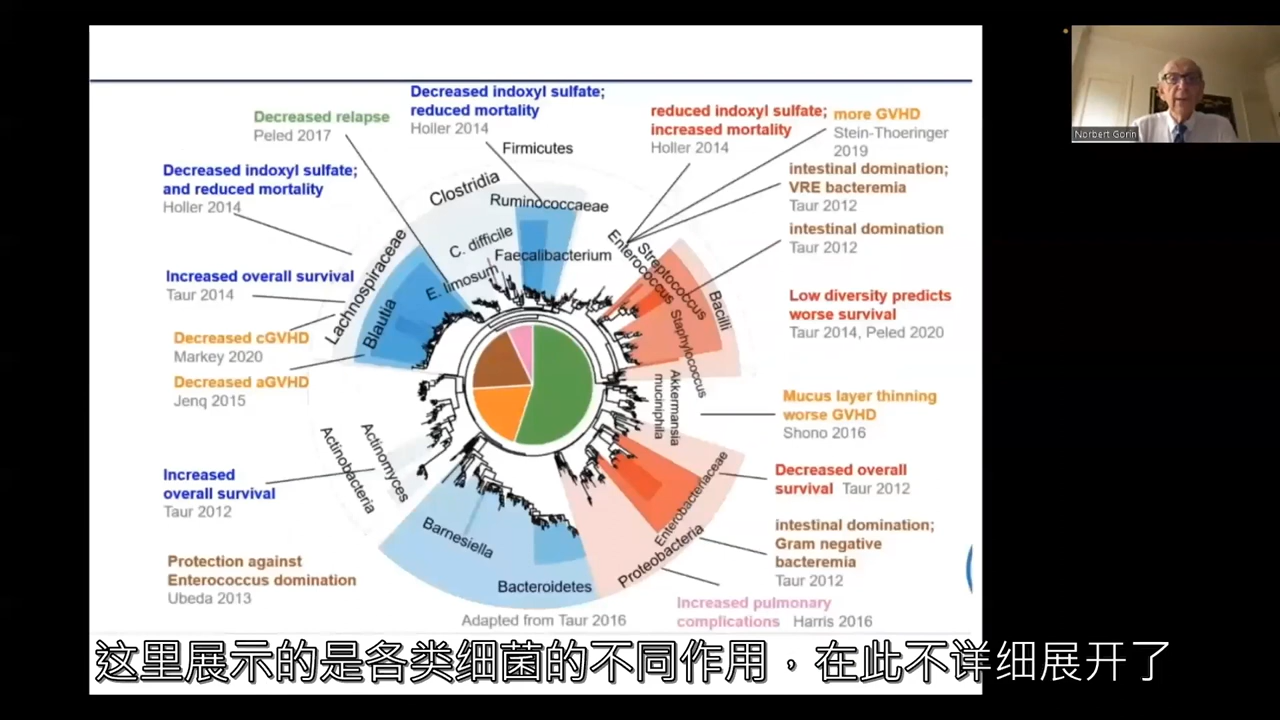 Decreased indoxyl sulfate;
reduced mortality
Holler 2014
Decreased relapse
Peled 2017
reduced indoxyl sulfate;
increased mortality
Holler 2014
more GVHD
Stein-Thoeringer
2019
Norbert Gorin
Decreased indoxyl sulfate;
and reduced mortality
Holler 2014
Firmicutes
Clostridia
Ruminococcaeae
C. difficile
Faecalibacterium
E. limosum
Lachnospiraceae
Blautia
intestinal domination;
VRE bacteremia
Taur 2012
intestinal domination
Taur 2012
Enterococcus
Streptococcus
Staphylococcus
Bacilli
Increased overall survival
Taur 2014
Low diversity predicts
worse survival
Taur 2014, Peled 2020
Decreased cGVHD
Markey 2020
Decreased aGVHD
Jenq 2015
Akkermansia
muciniphila
Mucus layer thinning
worse GVHD
Shono 2016
Actinomyces
Actinobacteria
Increased
overall survival
Taur 2012
Decreased overall
survival Taur 2012
Enterobacteriaceae
Proteobacteria
Barnesiella
Bacteroidetes
intestinal domination;
Gram negative
bacteremia
Taur 2012
Protection against
Enterococcus domination
Ubeda 2013
Increased pulmonary
complications Harris 2016
Adapted from Taur 2016
这里展示的是各类细菌的不同作用，在此不详细展开了